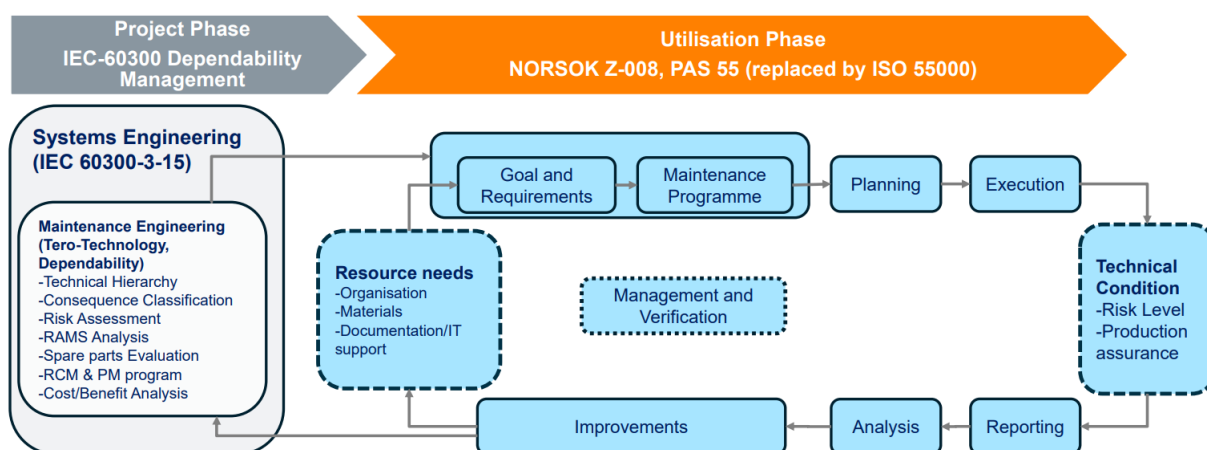 Project Phase
IEC-60300 Dependability
Management
Utilisation Phase
NORSOK Z-008, PAS 55 (replaced by ISO 55000)
Systems Engineering
(IEC 60300-3-15)
Maintenance Engineering
(Tero-Technology,
Dependability)
-Technical Hierarchy
-Consequence Classification
-Risk Assessment
-RAMS Analysis
-Spare parts Evaluation
-RCM & PM program
-Cost/Benefit Analysis
Goal and
Requirements
Maintenance
Programme
Planning
Execution
Resource needs
-Organisation
-Materials
-Documentation/IT
support
Management and
Verification
Technical
Condition
-Risk Level
-Production
assurance
Improvements
Analysis
Reporting